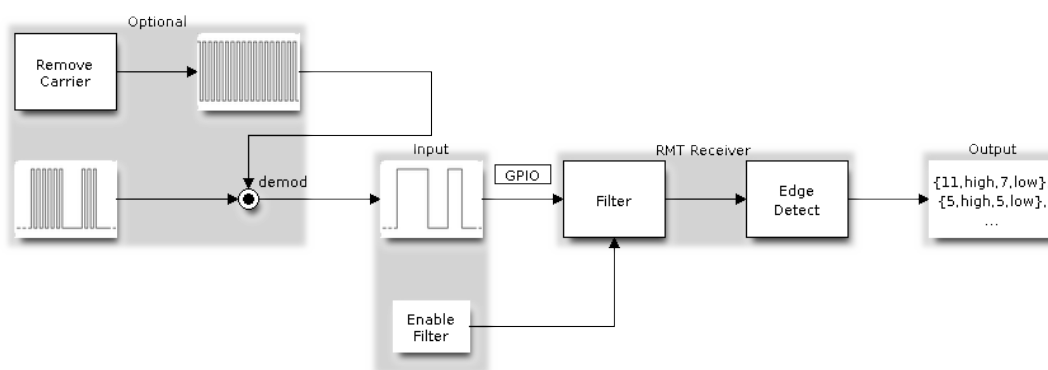 Optional
Remove
Carrier
demod
Input
GPIO
RMT Receiver
Filter
Edge
Detect
Output
{11,high,7,low}
{5,high,5,low},
...
Enable
Filter